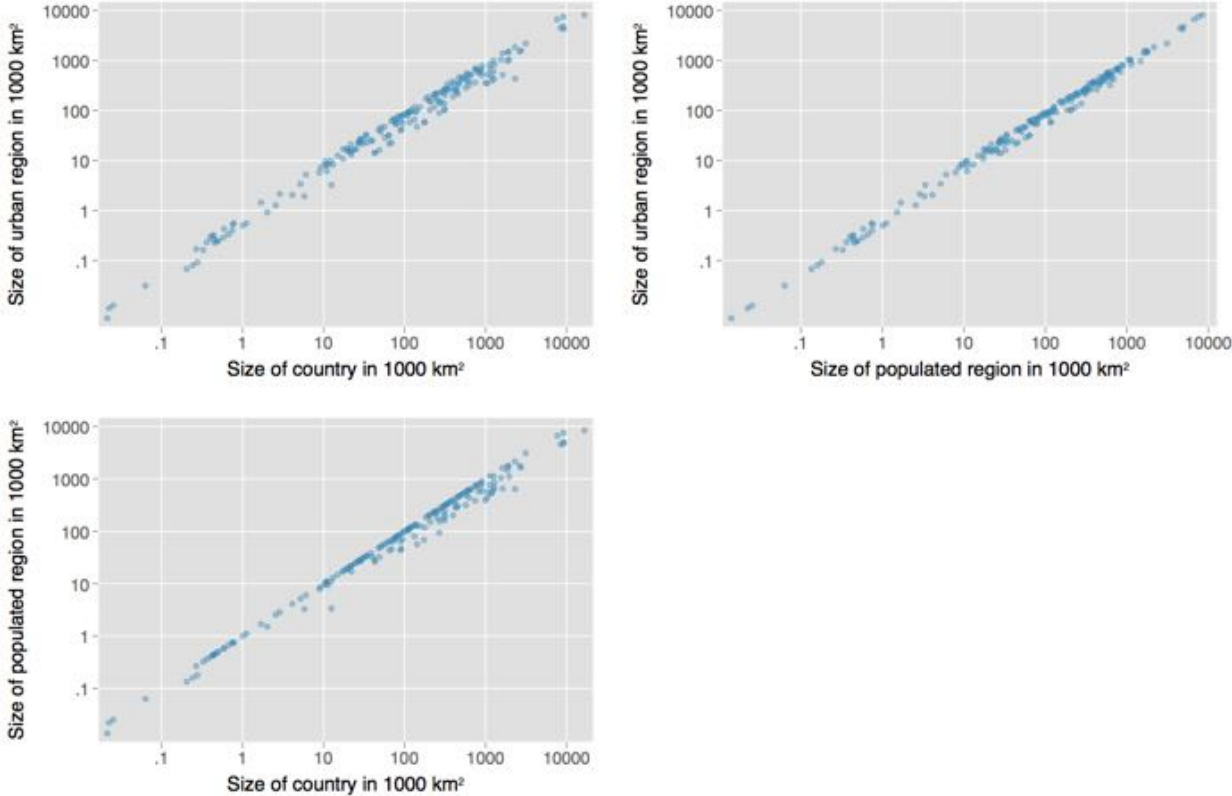 Size of urban region in 1000 km²
10000
1000
100
10
1
.1
.1 1 10 100 1000 10000
Size of country in 1000 km²
Size of urban region in 1000 km²
10000
1000
100
10
1
.1
.1 1 10 100 1000 10000
Size of populated region in 1000 km²
Size of populated region in 1000 km²
10000
1000
100
10
1
.1
.1 1 10 100 1000 10000
Size of country in 1000 km²